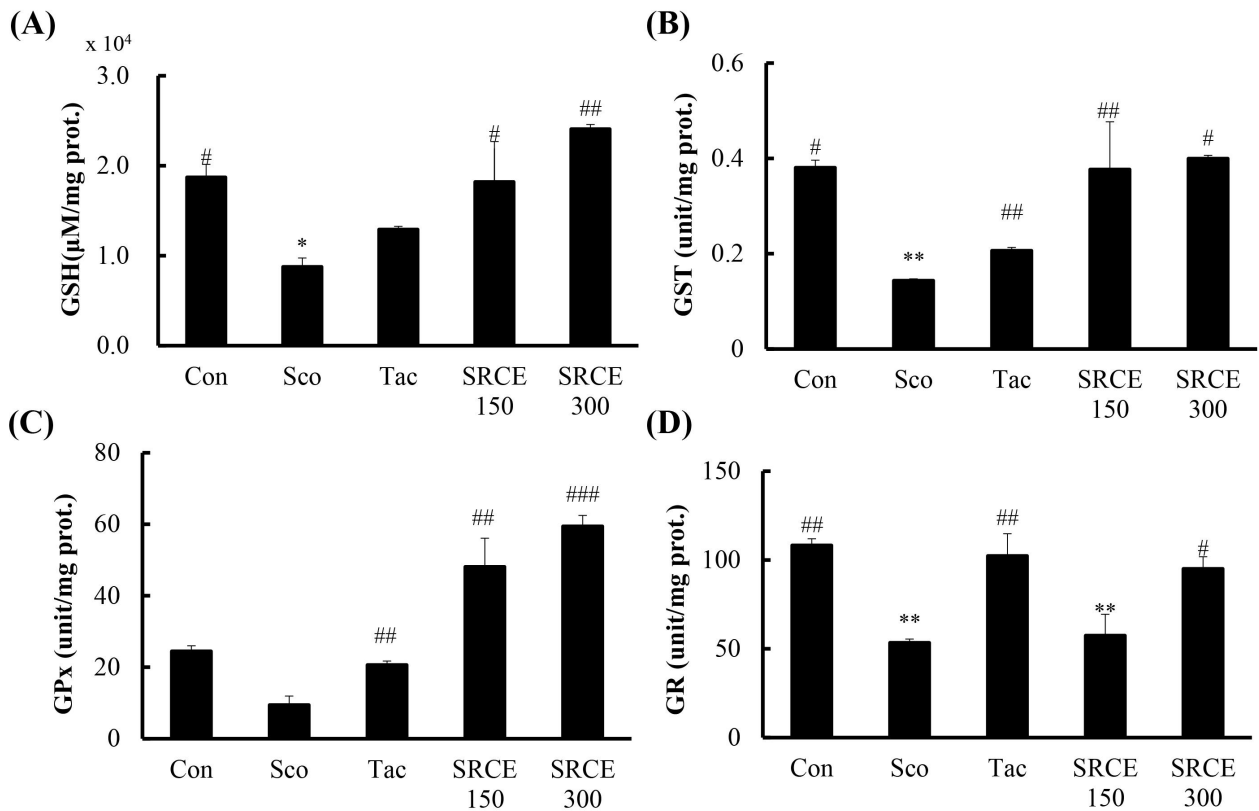 (A)
x 10⁴
3.0
2.0
1.0
0.0
GSH(µM/mg prot.)
#
*
#
##
Con Sco Tac SRCE 150 SRCE 300
(B)
0.6
0.4
0.2
0
GST (unit/mg prot.)
#
**
##
##
#
Con Sco Tac SRCE 150 SRCE 300
(C)
80
60
40
20
0
GPx (unit/mg prot.)
##
##
###
Con Sco Tac SRCE 150 SRCE 300
(D)
150
100
50
0
GR (unit/mg prot.)
##
**
##
**
#
Con Sco Tac SRCE 150 SRCE 300